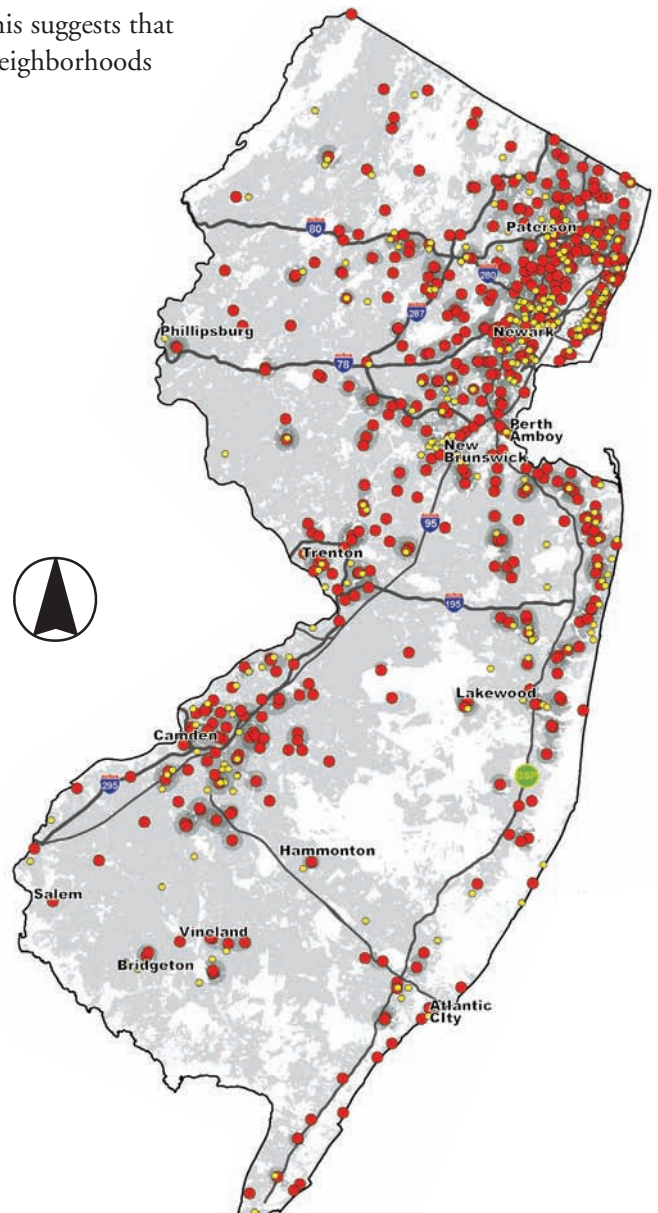 his suggests that
eighborhoods
Paterson
80
280
287
Phillipsburg
Newark
78
Perth
Amboy
New
Brunswick
95
Trenton
195
Lakewood
Camden
GSP
295
Hammonton
Salem
Vineland
Bridgeton
Atlantic
CIty